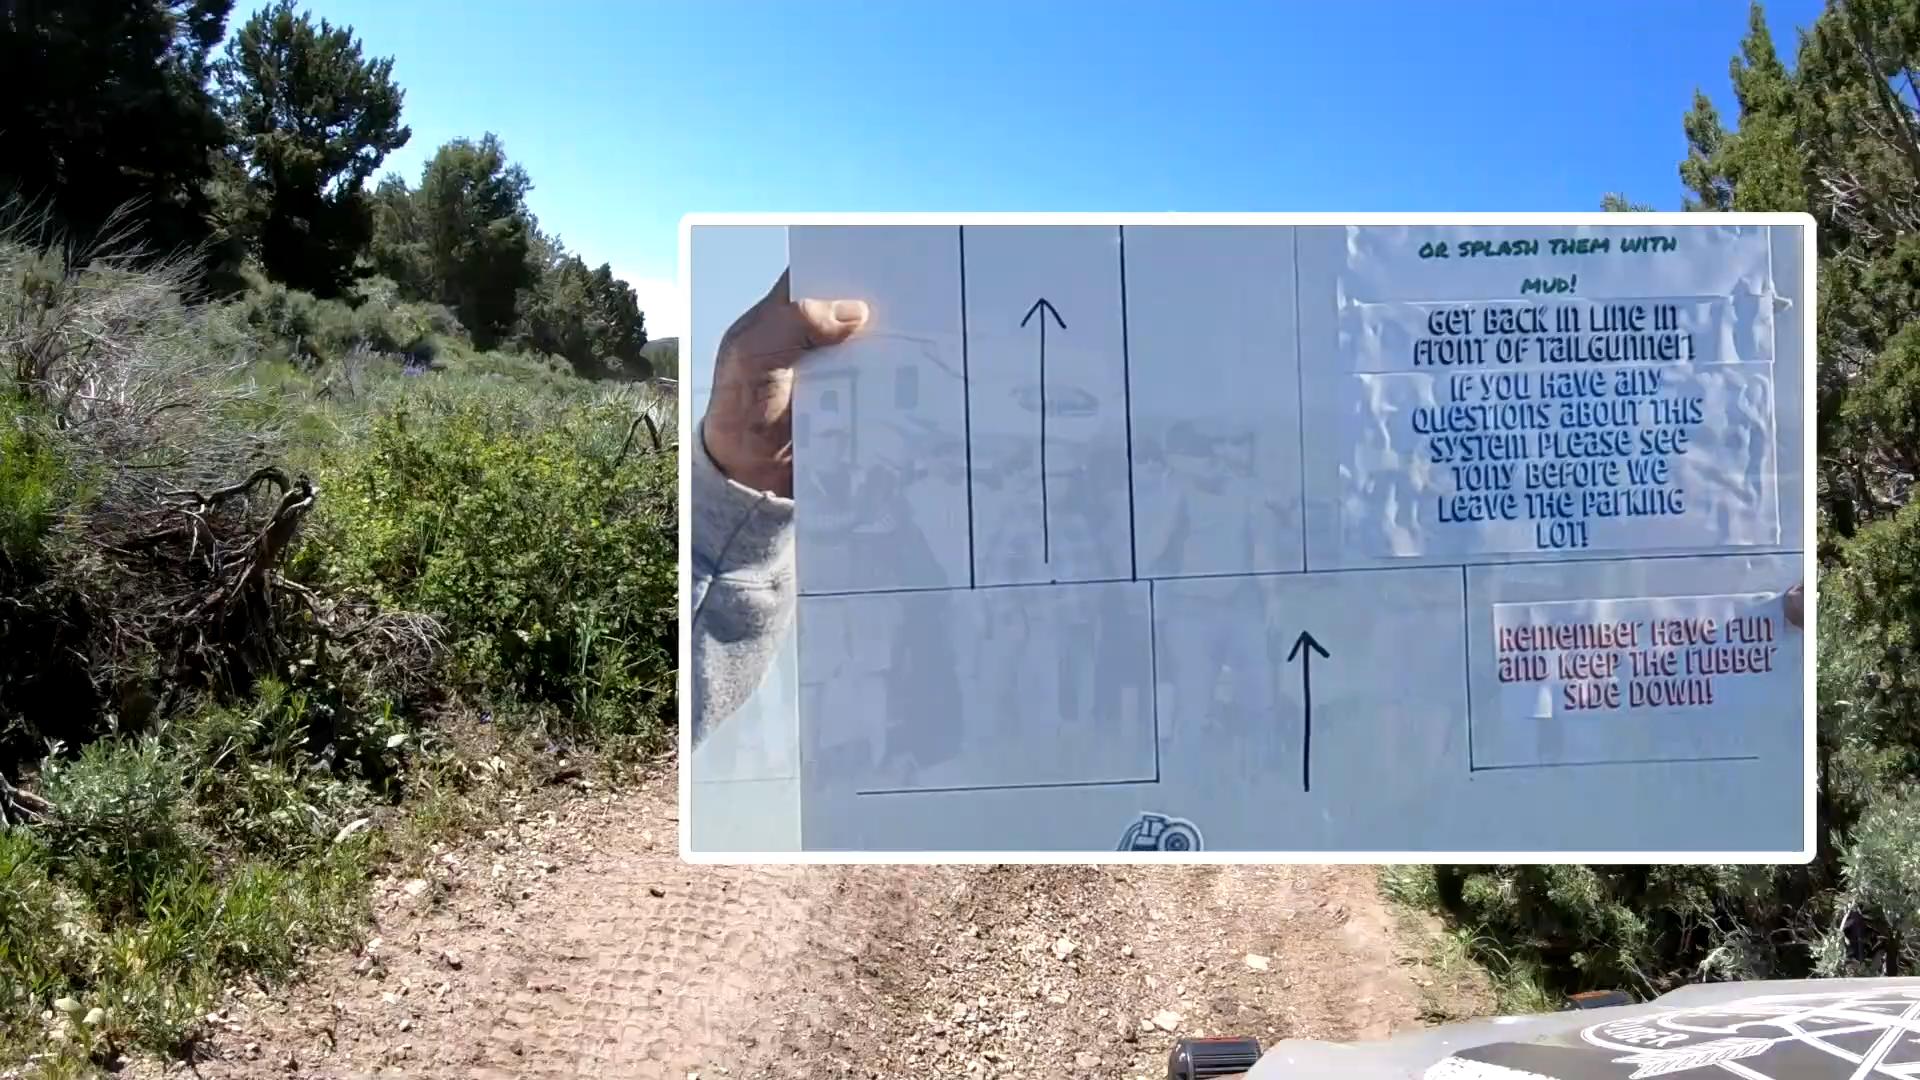 OR SPLASH THEM WITH
MUD!
GET BACK IN LINE IN
FRONT OF TAILGUNNER!
IF YOU HAVE ANY
QUESTIONS ABOUT THIS
SYSTEM PLEASE SEE
TONY BEFORE WE
LEAVE THE PARKING
LOT!
REMEMBER HAVE FUN
AND KEEP THE RUBBER
SIDE DOWN!